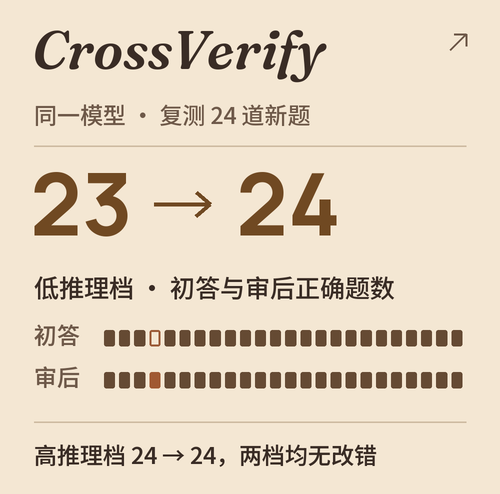 CrossVerify
同一模型 · 复测 24 道新题
23 → 24
低推理档 · 初答与审后正确题数
初答
审后
高推理档 24 → 24，两档均无改错